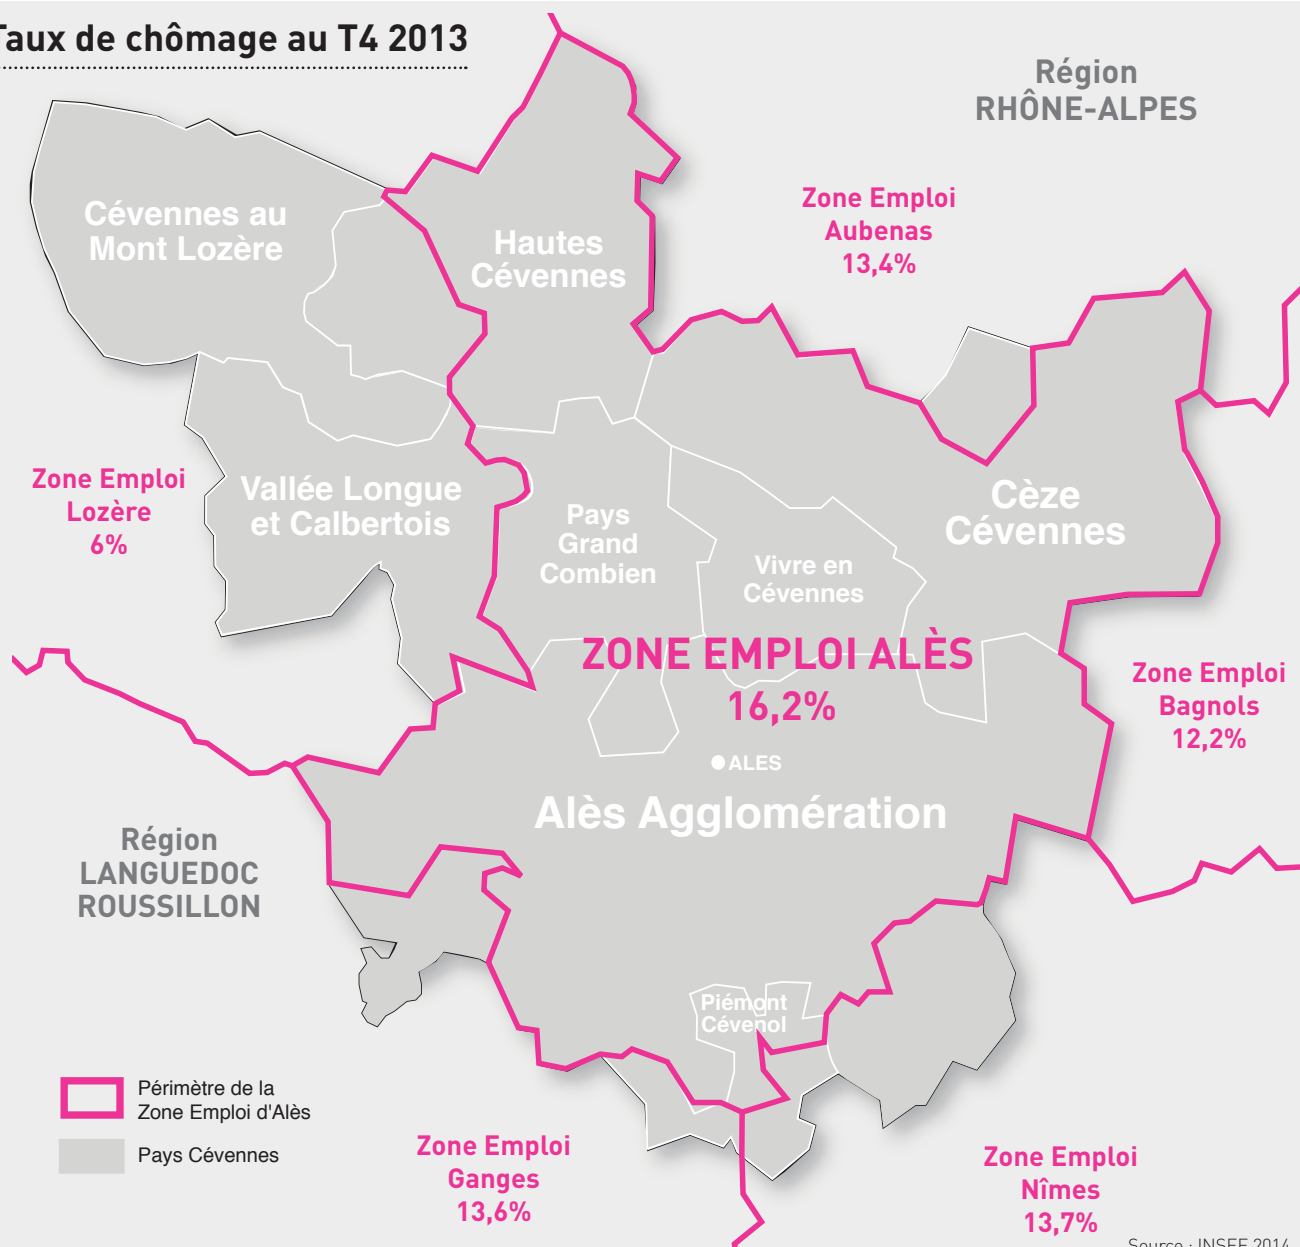 Taux de chômage au T4 2013
Région
RHÔNE-ALPES
Zone Emploi
Aubenas
13,4%
Cévennes au
Mont Lozère
Hautes
Cévennes
Zone Emploi
Lozère
6%
Vallée Longue
et Calbertois
Pays
Grand
Combien
Vivre en
Cévennes
Cèze
Cévennes
ZONE EMPLOI ALÈS
16,2%
Zone Emploi
Bagnols
12,2%
ALES
Alès Agglomération
Région
LANGUEDOC
ROUSSILLON
Piémont
Cévenol
Périmètre de la
Zone Emploi d'Alès
Pays Cévennes
Zone Emploi
Ganges
13,6%
Zone Emploi
Nîmes
13,7%
Source : INSEE 2014